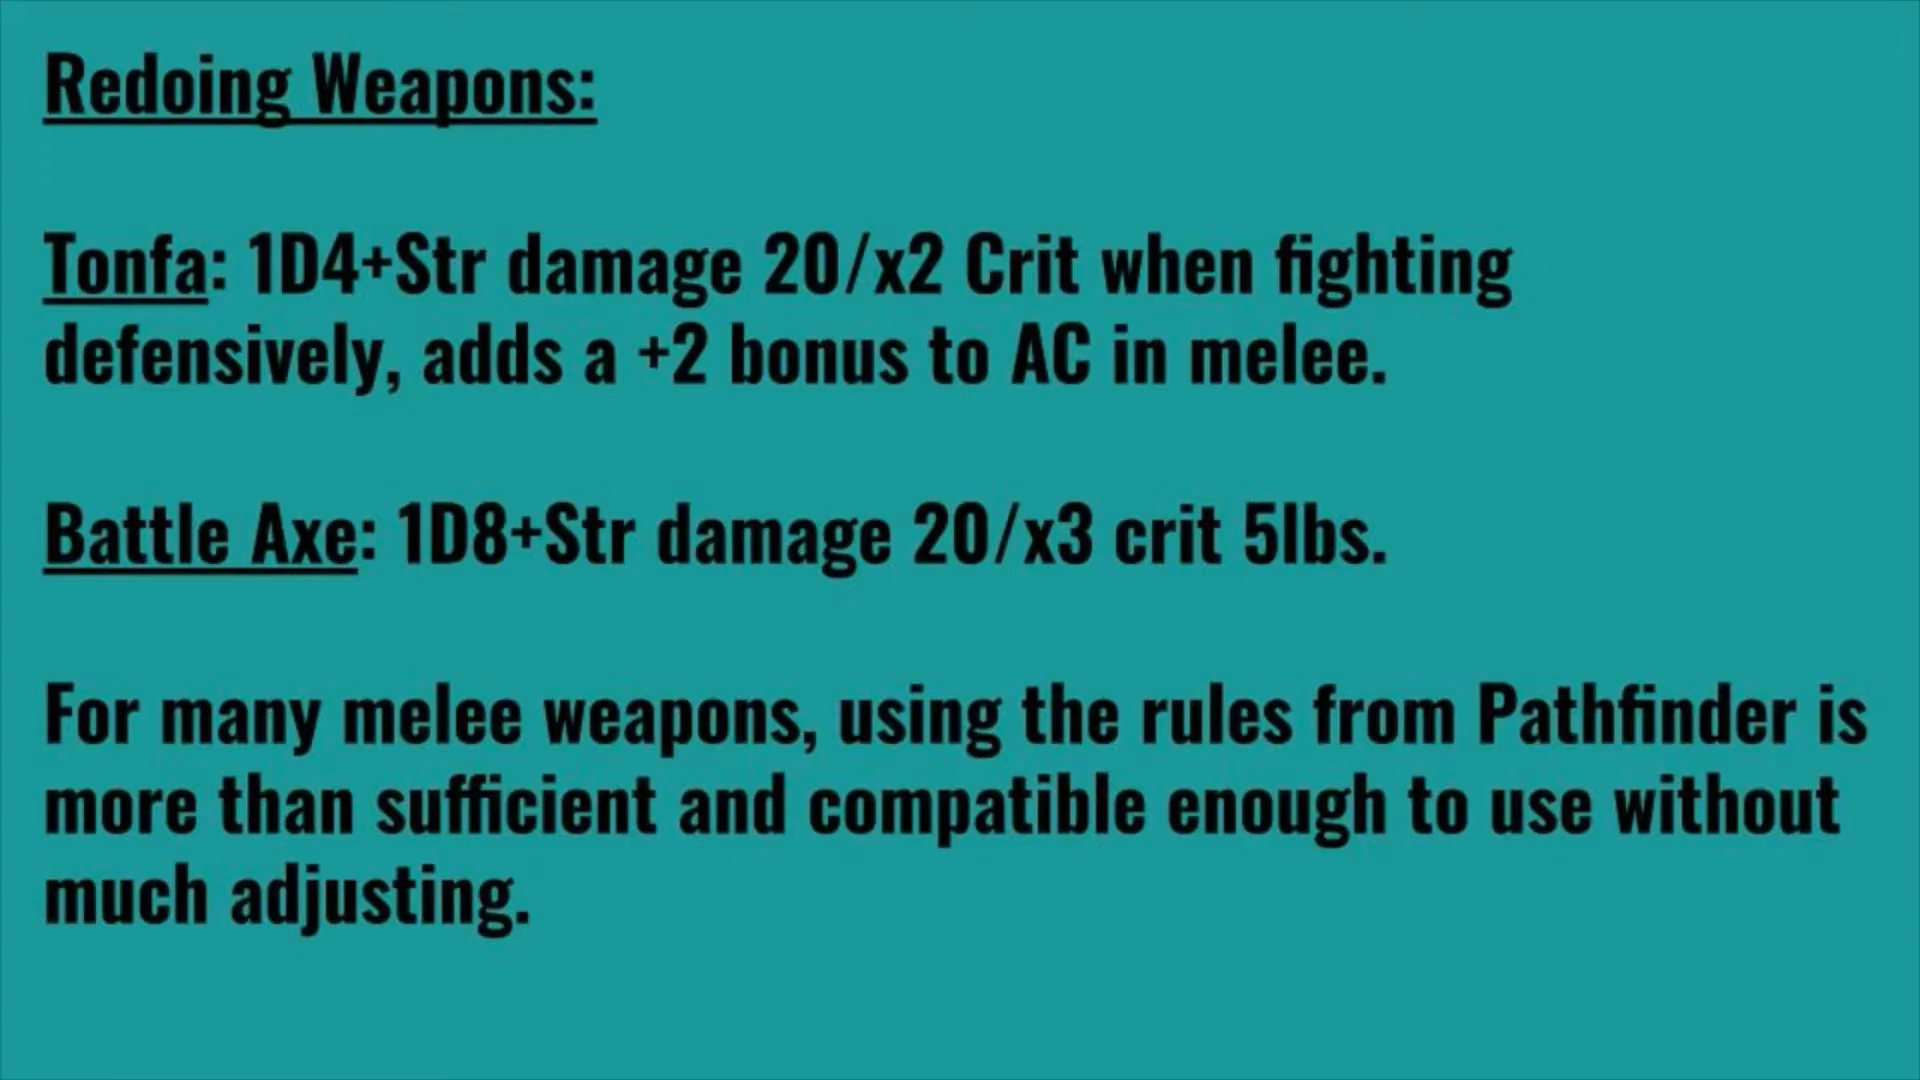 Redoing Weapons:
Tonfa: 1D4+Str damage 20/x2 Crit when fighting
defensively, adds a +2 bonus to AC in melee.
Battle Axe: 1D8+Str damage 20/x3 crit 5lbs.
For many melee weapons, using the rules from Pathfinder is
more than sufficient and compatible enough to use without
much adjusting.